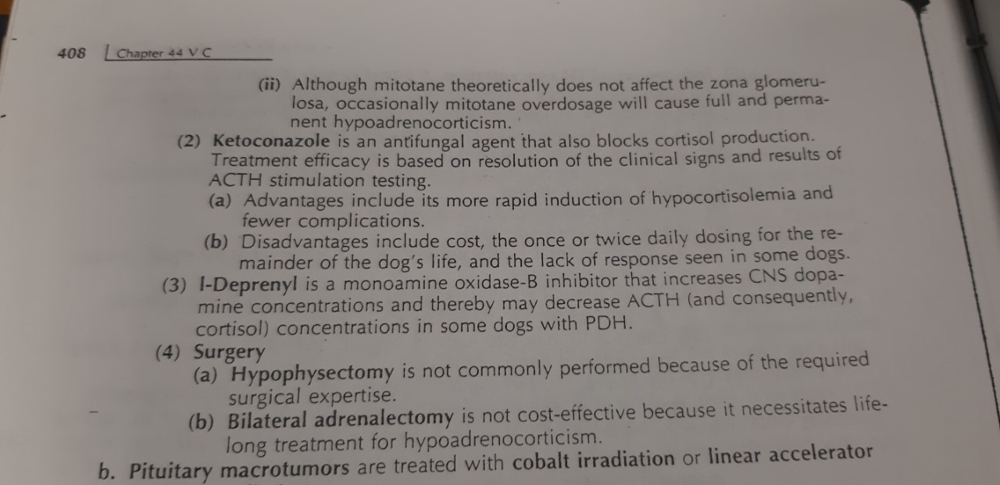 408 Chapter 44 V C
(ii) Although mitotane theoretically does not affect the zona glomeru-
losa, occasionally mitotane overdosage will cause full and perma-
nent hypoadrenocorticism.
(2) Ketoconazole is an antifungal agent that also blocks cortisol production.
Treatment efficacy is based on resolution of the clinical signs and results of
ACTH stimulation testing.
(a) Advantages include its more rapid induction of hypocortisolemia and
fewer complications.
(b) Disadvantages include cost, the once or twice daily dosing for the re-
mainder of the dog's life, and the lack of response seen in some dogs.
(3) l-Deprenyl is a monoamine oxidase-B inhibitor that increases CNS dopa-
mine concentrations and thereby may decrease ACTH (and consequently,
cortisol) concentrations in some dogs with PDH.
(4) Surgery
(a) Hypophysectomy is not commonly performed because of the required
surgical expertise.
(b) Bilateral adrenalectomy is not cost-effective because it necessitates life-
long treatment for hypoadrenocorticism.
b. Pituitary macrotumors are treated with cobalt irradiation or linear accelerator